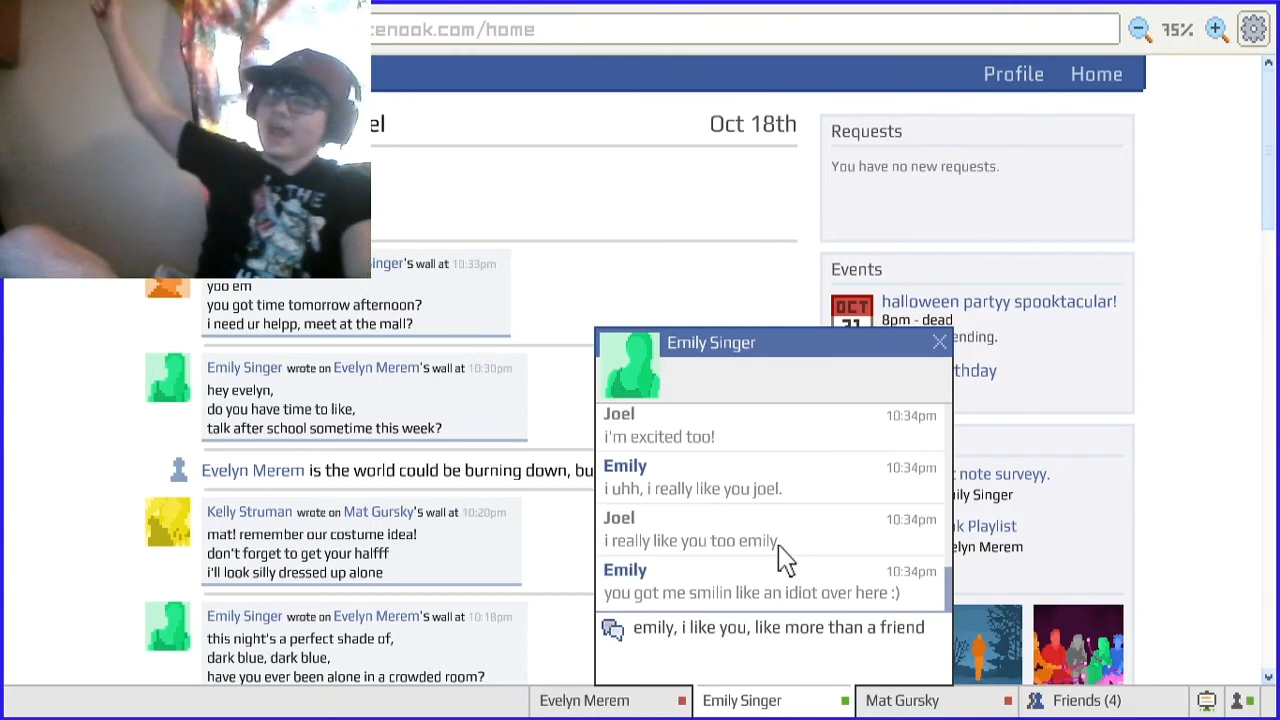 enook.com/home
75%
Profile Home
el
Oct 18th
inger's wall at 10:33pm
yoo em
you got time tomorrow afternoon?
i need ur helpp, meet at the mall?
Emily Singer wrote on Evelyn Merem's wall at 10:30pm
hey evelyn,
do you have time to like,
talk after school sometime this week?
Evelyn Merem is the world could be burning down, bu
Kelly Struman wrote on Mat Gursky's wall at 10:20pm
mat! remember our costume idea!
don't forget to get your halfff
i'll look silly dressed up alone
Emily Singer wrote on Evelyn Merem's wall at 10:18pm
this night's a perfect shade of,
dark blue, dark blue,
have you ever been alone in a crowded room?
Requests
You have no new requests.
Events
OCT
31
halloween partyy spooktacular!
8pm - dead
ending.
thday
note surveyy.
ily Singer
k Playlist
elyn Merem
Emily Singer
Joel 10:34pm
i'm excited too!
Emily 10:34pm
i uhh, i really like you joel.
Joel 10:34pm
i really like you too emily.
Emily 10:34pm
you got me smilin like an idiot over here :)
emily, i like you, like more than a friend
Evelyn Merem
Emily Singer
Mat Gursky
Friends (4)
THE